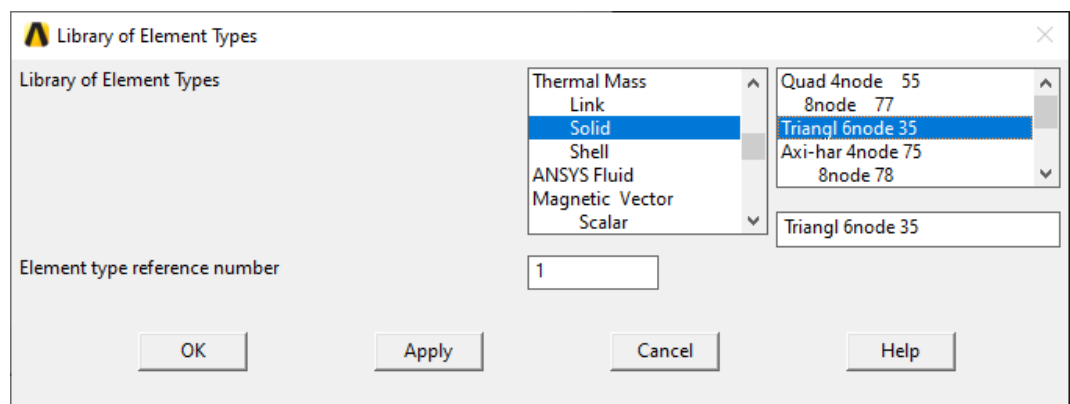 Library of Element Types
Library of Element Types
Thermal Mass
Link
Solid
Shell
ANSYS Fluid
Magnetic Vector
Scalar
Quad 4node 55
8node 77
Triangl 6node 35
Axi-har 4node 75
8node 78
Triangl 6node 35
Element type reference number
1
OK
Apply
Cancel
Help